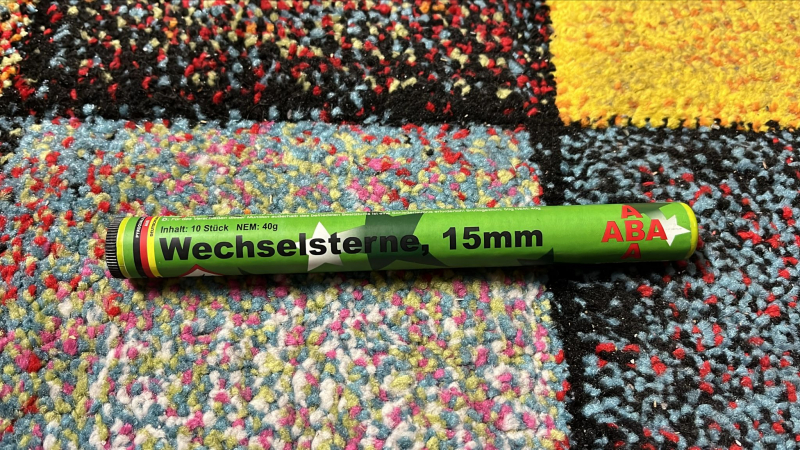 Inhalt: 10 Stück   NEM: 40g
Wechselsterne, 15mm
A
ABA
A